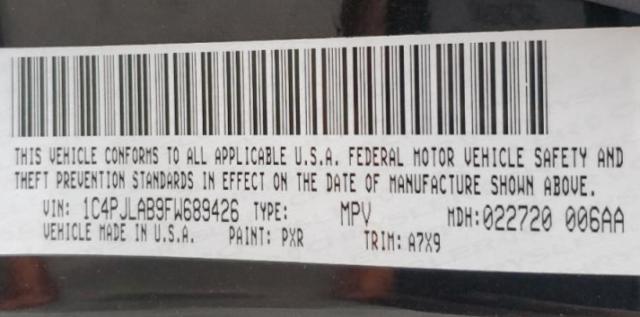 THIS VEHICLE CONFORMS TO ALL APPLICABLE U.S.A. FEDERAL MOTOR VEHICLE SAFETY AND
THEFT PREVENTION STANDARDS IN EFFECT ON THE DATE OF MANUFACTURE SHOWN ABOVE.
VIN: 1C4PJLAB9FW689426 TYPE: MPV MDH:022720 006AA
VEHICLE MADE IN U.S.A. PAINT: PXR TRIM: A7X9